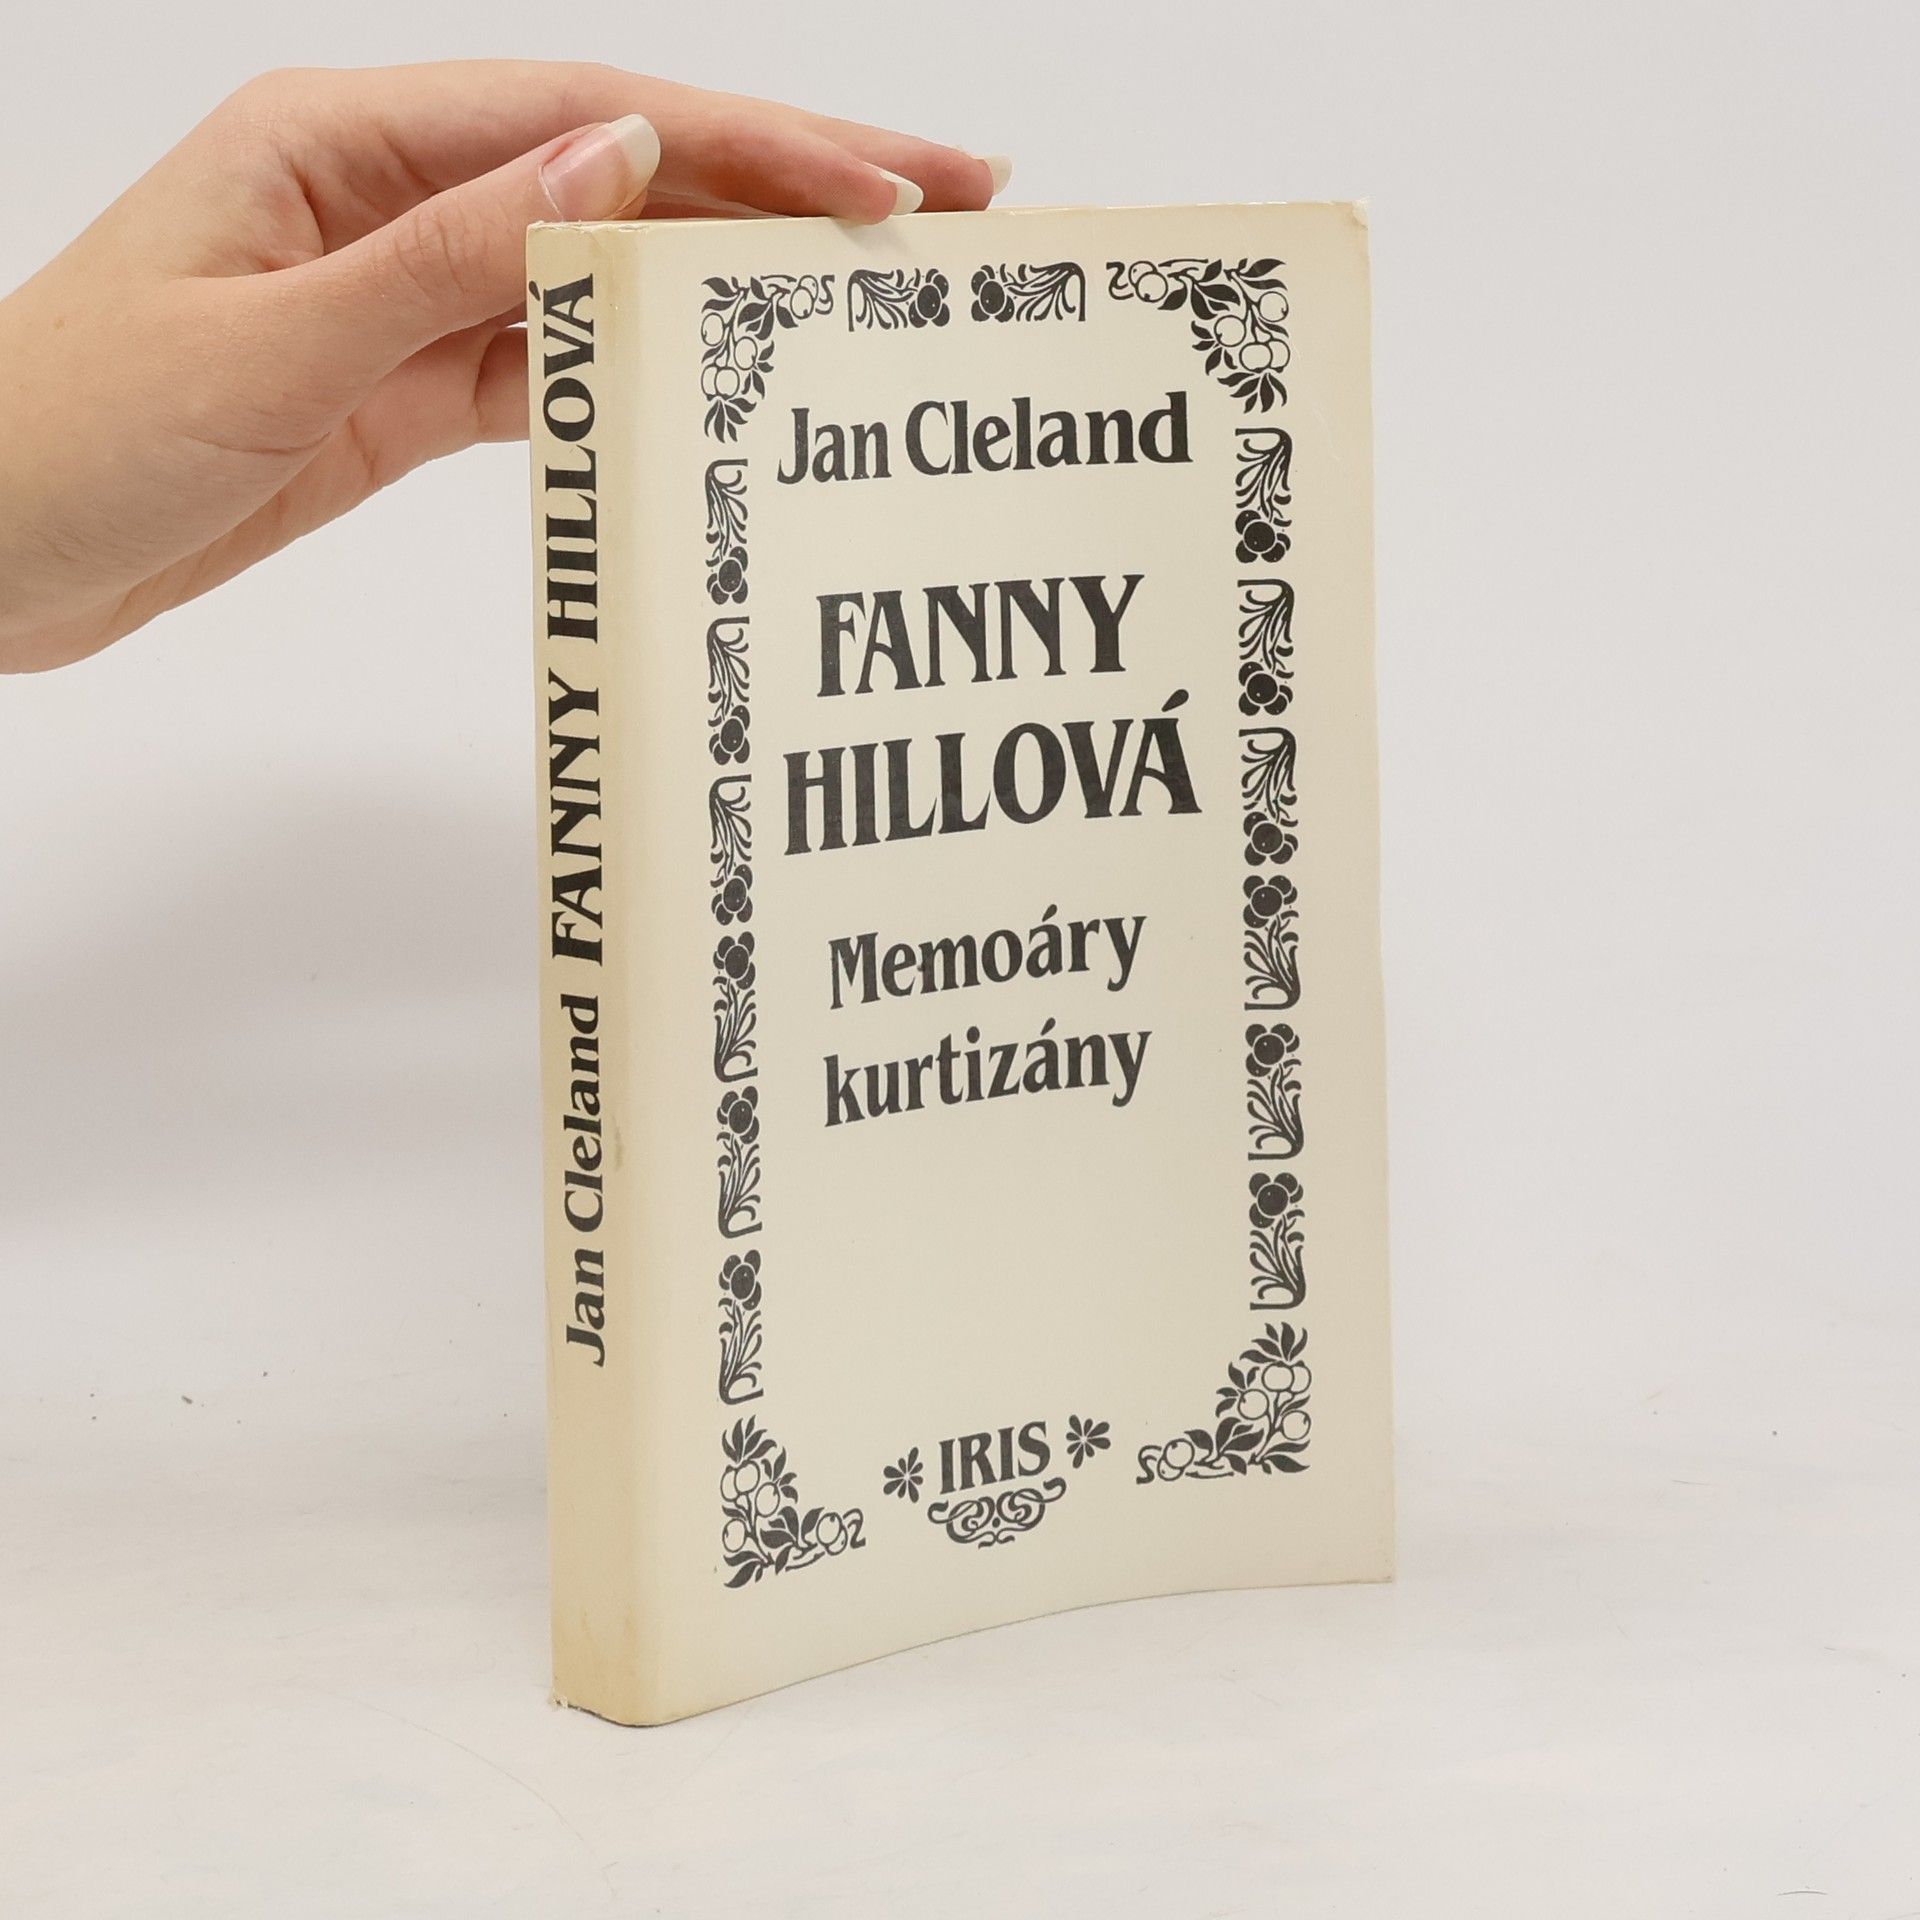 Jan Cleland FANNY HILLOVÁ
Jan Cleland
FANNY
HILLOVÁ
Memoáry
kurtizány
IRIS